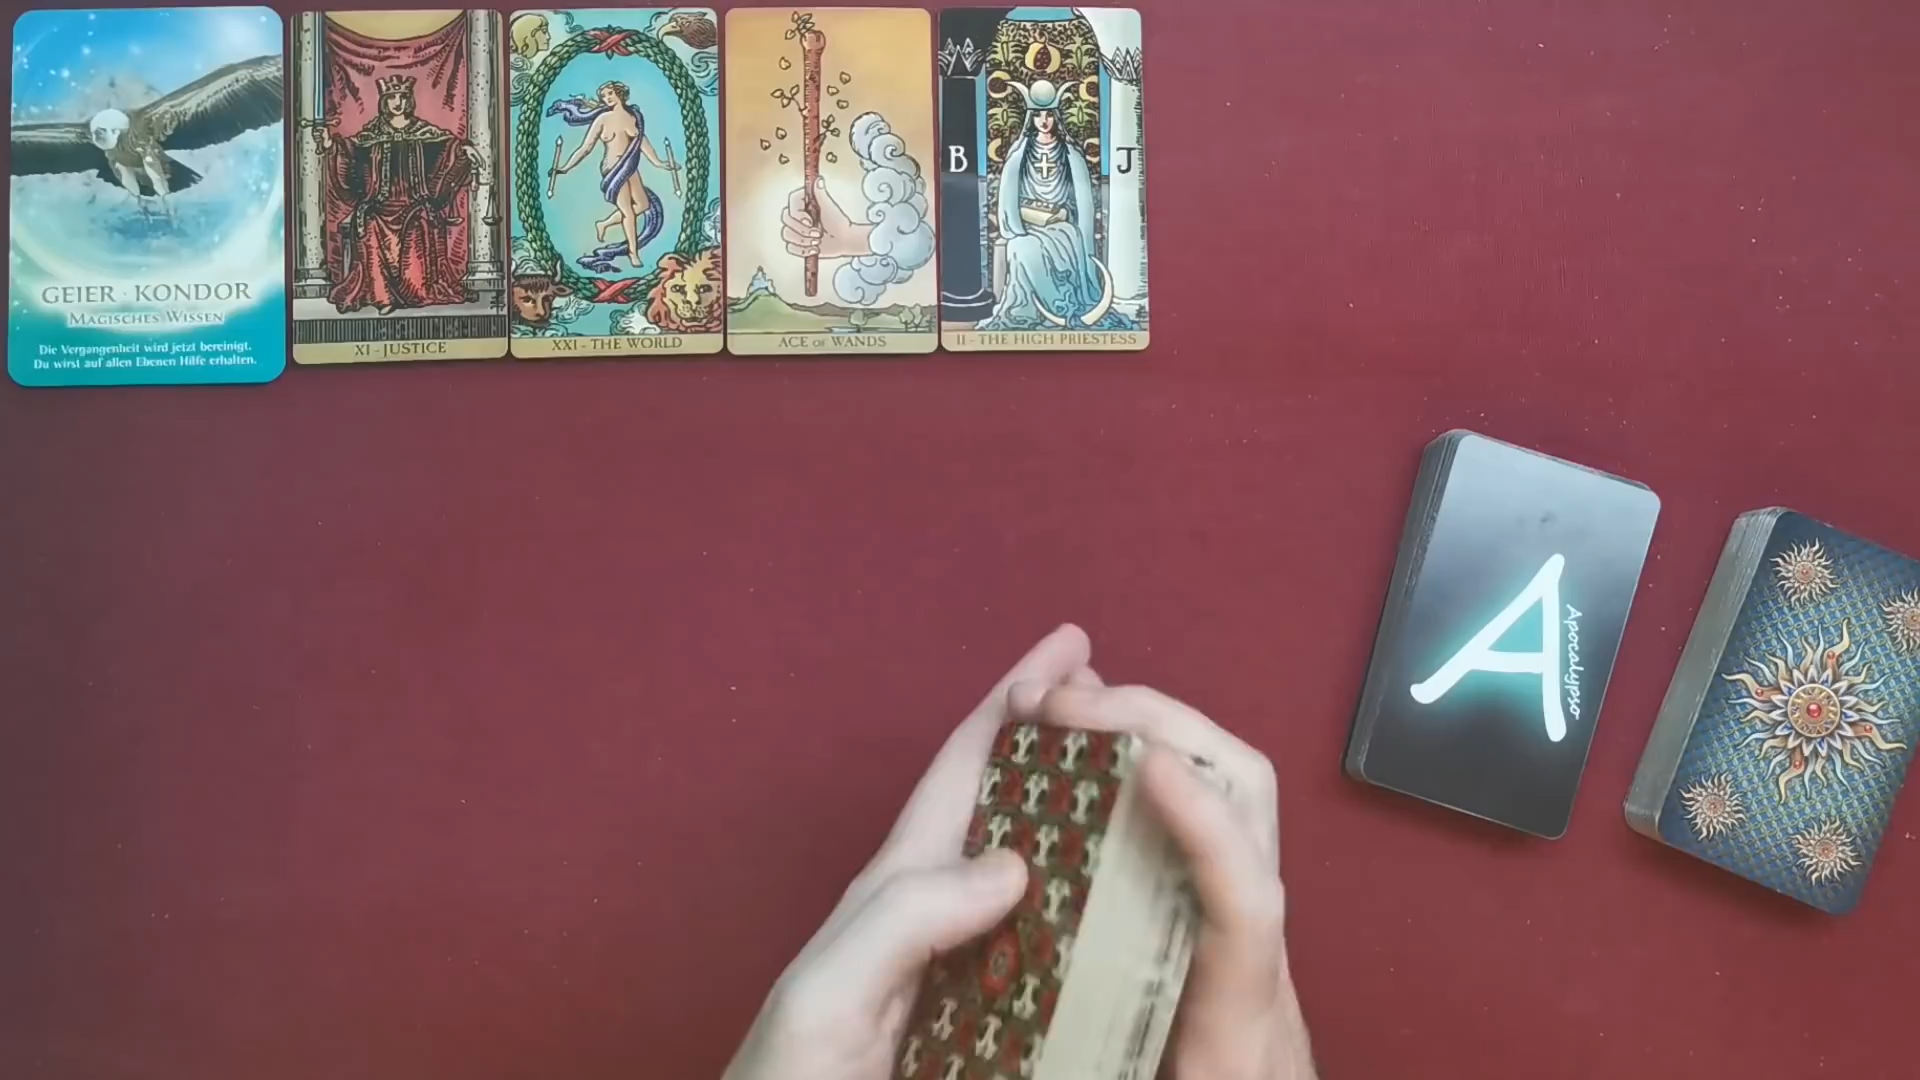 GEIER · KONDOR
MAGISCHES WISSEN
Die Vergangenheit wird jetzt bereinigt.
Du wirst auf allen Ebenen Hilfe erhalten.
XI - JUSTICE
XXI - THE WORLD
ACE OF WANDS
B
J
II - THE HIGH PRIESTESS
A
Apocalypso